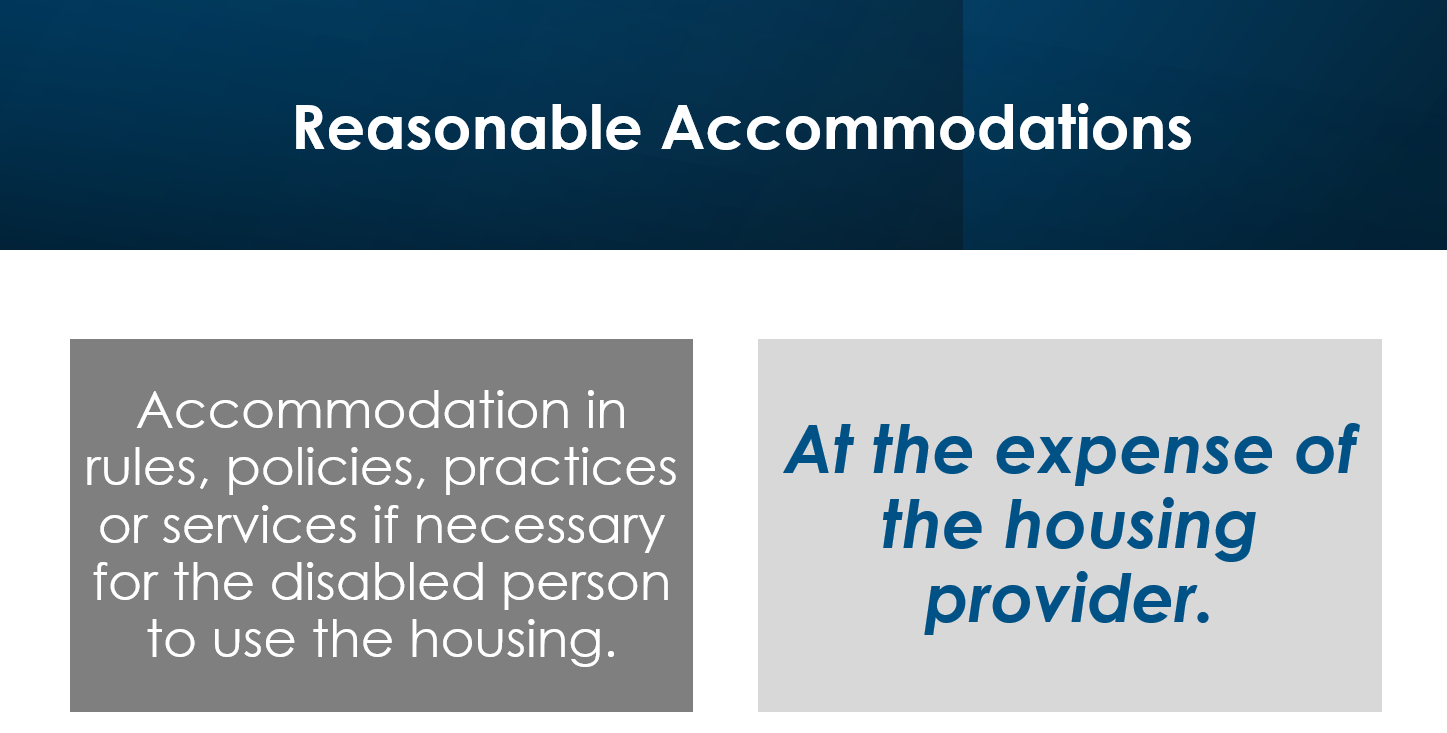 Reasonable Accommodations
Accommodation in
rules, policies, practices
or services if necessary
for the disabled person
to use the housing.
At the expense of
the housing
provider.